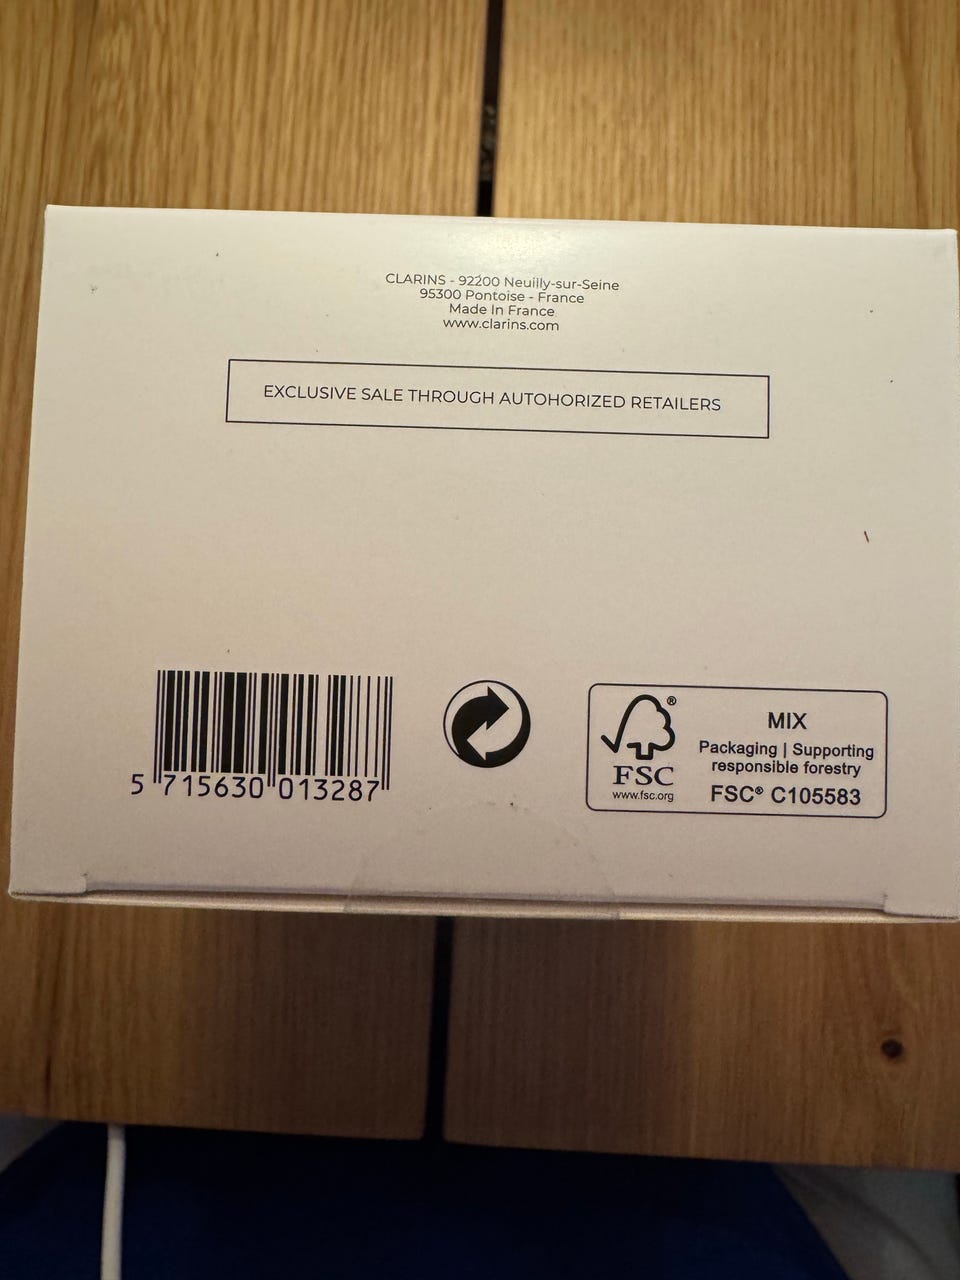 CLARINS - 92200 Neuilly-sur-Seine
95300 Pontoise - France
Made In France
www.clarins.com
EXCLUSIVE SALE THROUGH AUTOHORIZED RETAILERS
5 715630 013287
FSC®
www.fsc.org
MIX
Packaging | Supporting
responsible forestry
FSC® C105583